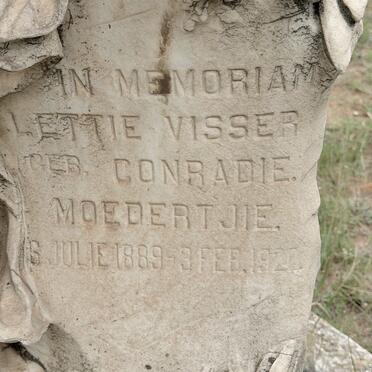 IN MEMORIAM
LETTIE VISSER
GEB. CONRADIE.
MOEDERTJIE.
JULIE 1889 - 3 FEB.